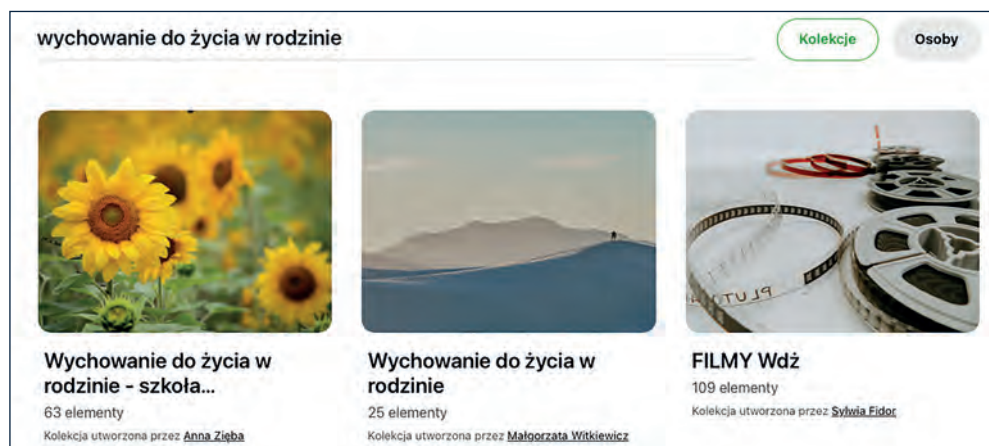 wychowanie do życia w rodzinie
Kolekcje
Osoby
Wychowanie do życia w
rodzinie - szkoła...
63 elementy
Kolekcja utworzona przez Anna Zięba
Wychowanie do życia w
rodzinie
25 elementy
Kolekcja utworzona przez Małgorzata Witkiewicz
FILMY Wdż
109 elementy
Kolekcja utworzona przez Sylwia Fidor